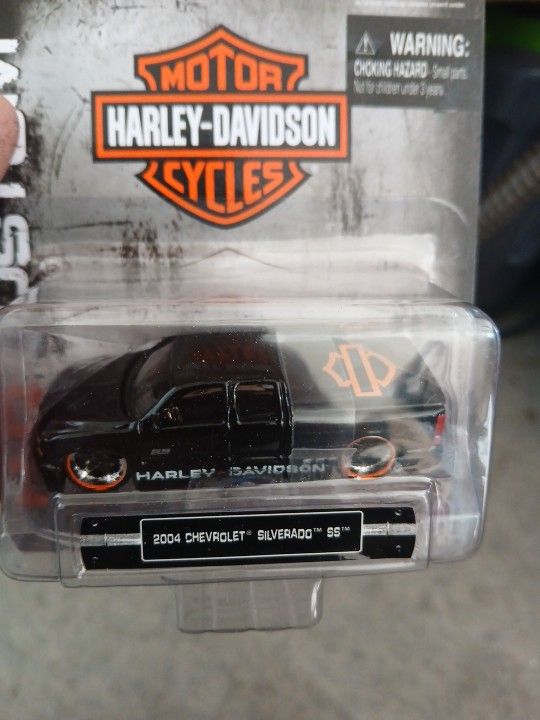 MOTOR
HARLEY-DAVIDSON
CYCLES
WARNING:
CHOKING HAZARD- Small parts.
Not for children under 3 years.
SS
HARLEY-DAVIDSON
2004 CHEVROLET® SILVERADO™ SS™